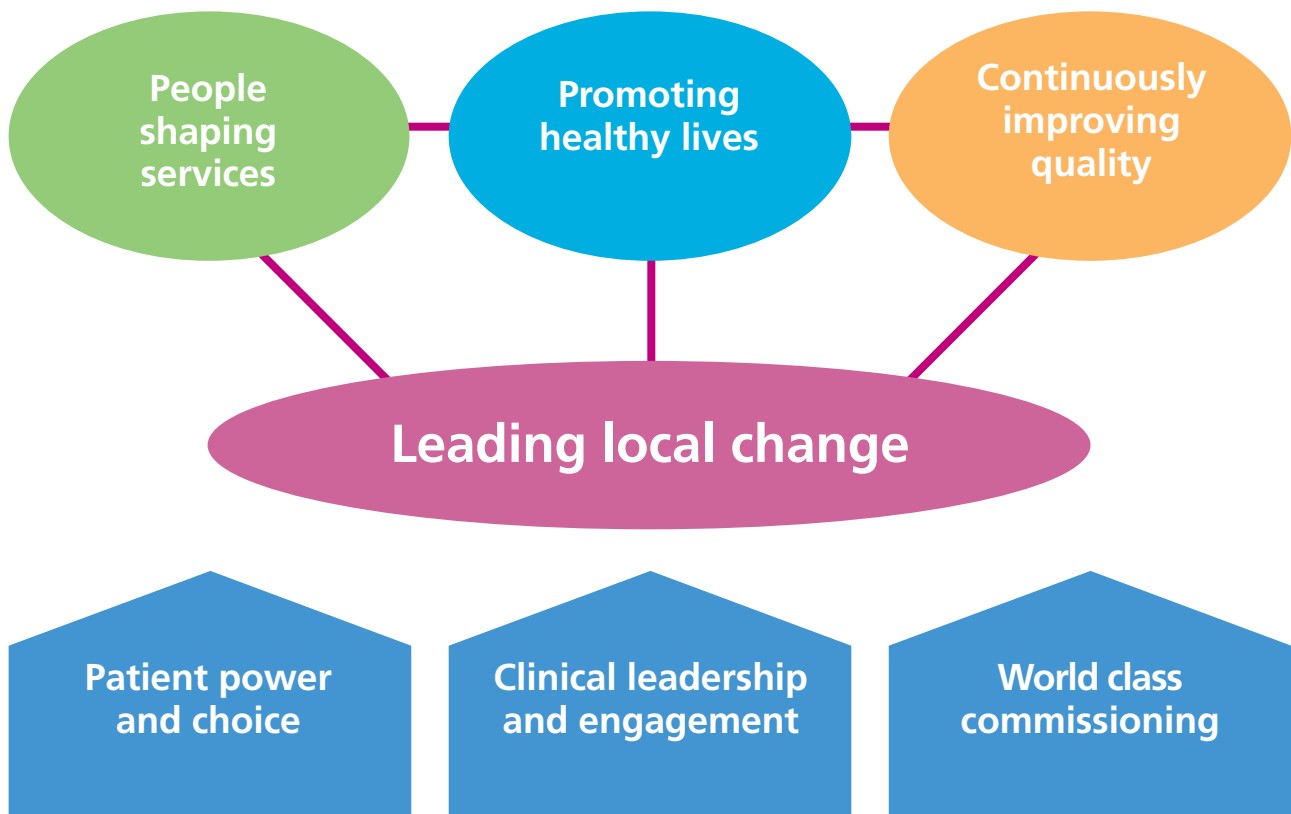 People
shaping
services
Promoting
healthy lives
Continuously
improving
quality
Leading local change
Patient power
and choice
Clinical leadership
and engagement
World class
commissioning